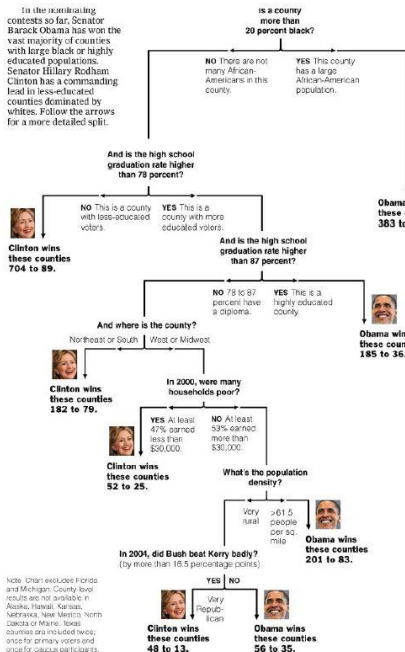 In the nominating
contests so far, Senator
Barack Obama has won the
vast majority of counties
with large black or highly
educated populations.
Senator Hillary Rodham
Clinton has a commanding
lead in less-educated
counties dominated by
whites. Follow the arrows
for a more detailed split.
Is a county
more than
20 percent black?
NO There are not
many African-
Americans in this
county.
YES This county
has a large
African-American
population.
And is the high school
graduation rate higher
than 78 percent?
Obama
these c
383 to
NO This is a county
with less-educated
voters.
YES This is a
county with more
educated voters.
Clinton wins
these counties
704 to 89.
And is the high school
graduation rate higher
than 87 percent?
NO 78 to 87
percent have
a diploma.
YES This is a
highly educated
county.
Obama wi
these coun
185 to 36.
And where is the county?
Northeast or South
West or Midwest
Clinton wins
these counties
182 to 79.
In 2000, were many
households poor?
YES At least
47% earned
less than
$30,000.
NO At least
53% earned
more than
$30,000.
Clinton wins
these counties
52 to 25.
What's the population
density?
Very
rural
>61.5
people
per sq.
mile
Obama wins
these counties
201 to 83.
In 2004, did Bush beat Kerry badly?
(by more than 16.5 percentage points)
YES
NO
Very
Repub-
lican
Clinton wins
these counties
48 to 13.
Obama wins
these counties
56 to 35.
Note: Chart excludes Florida
and Michigan. County-level
results are not available in
Alaska, Hawaii, Kansas,
Nebraska, New Mexico, North
Dakota or Maine. Texas
counties are included twice;
once for primary voters and
once for caucus participants.